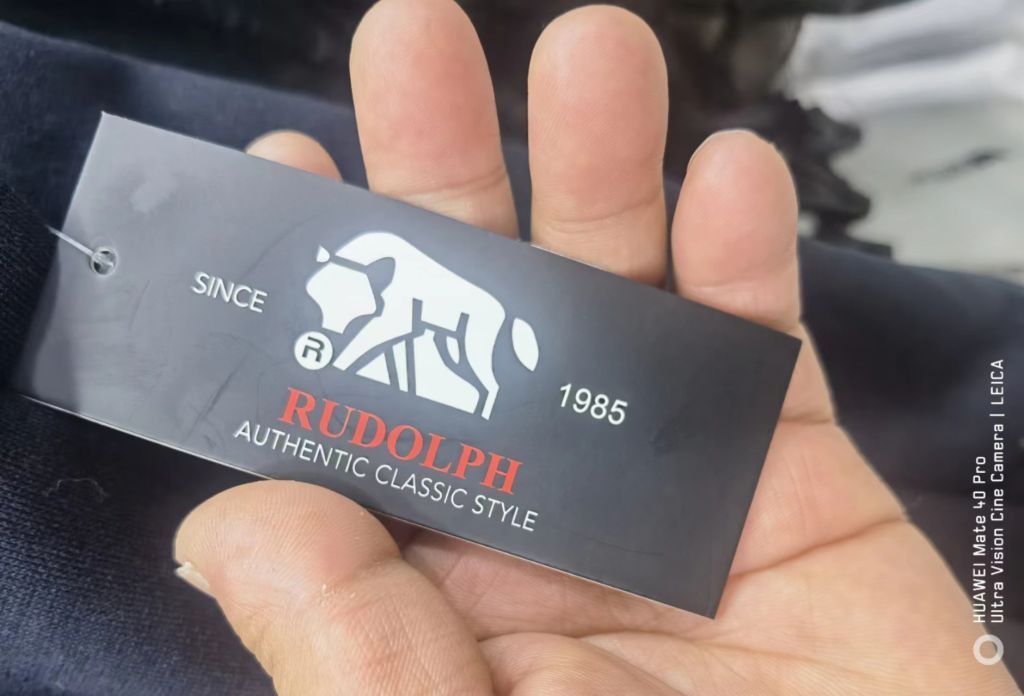 SINCE
®
1985
RUDOLPH
AUTHENTIC CLASSIC STYLE
HUAWEI Mate 40 Pro
Ultra Vision Cine Camera | LEICA